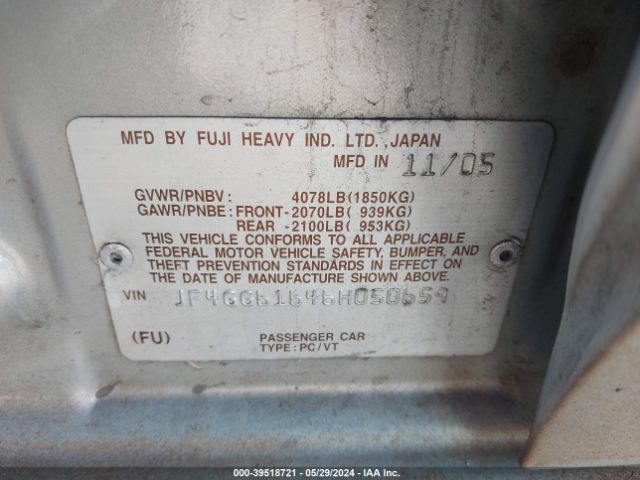 MFD BY FUJI HEAVY IND. LTD., JAPAN
MFD IN 11/05
GVWR/PNBV: 4078LB(1850KG)
GAWR/PNBE: FRONT-2070LB( 939KG)
REAR -2100LB( 953KG)
THIS VEHICLE CONFORMS TO ALL APPLICABLE
FEDERAL MOTOR VEHICLE SAFETY, BUMPER, AND
THEFT PREVENTION STANDARDS IN EFFECT ON
THE DATE OF MANUFACTURE SHOWN ABOVE.
VIN JF4GG61646H050659
(FU) PASSENGER CAR
TYPE: PC/VT
000-39518721 - 05/29/2024 - IAA Inc.